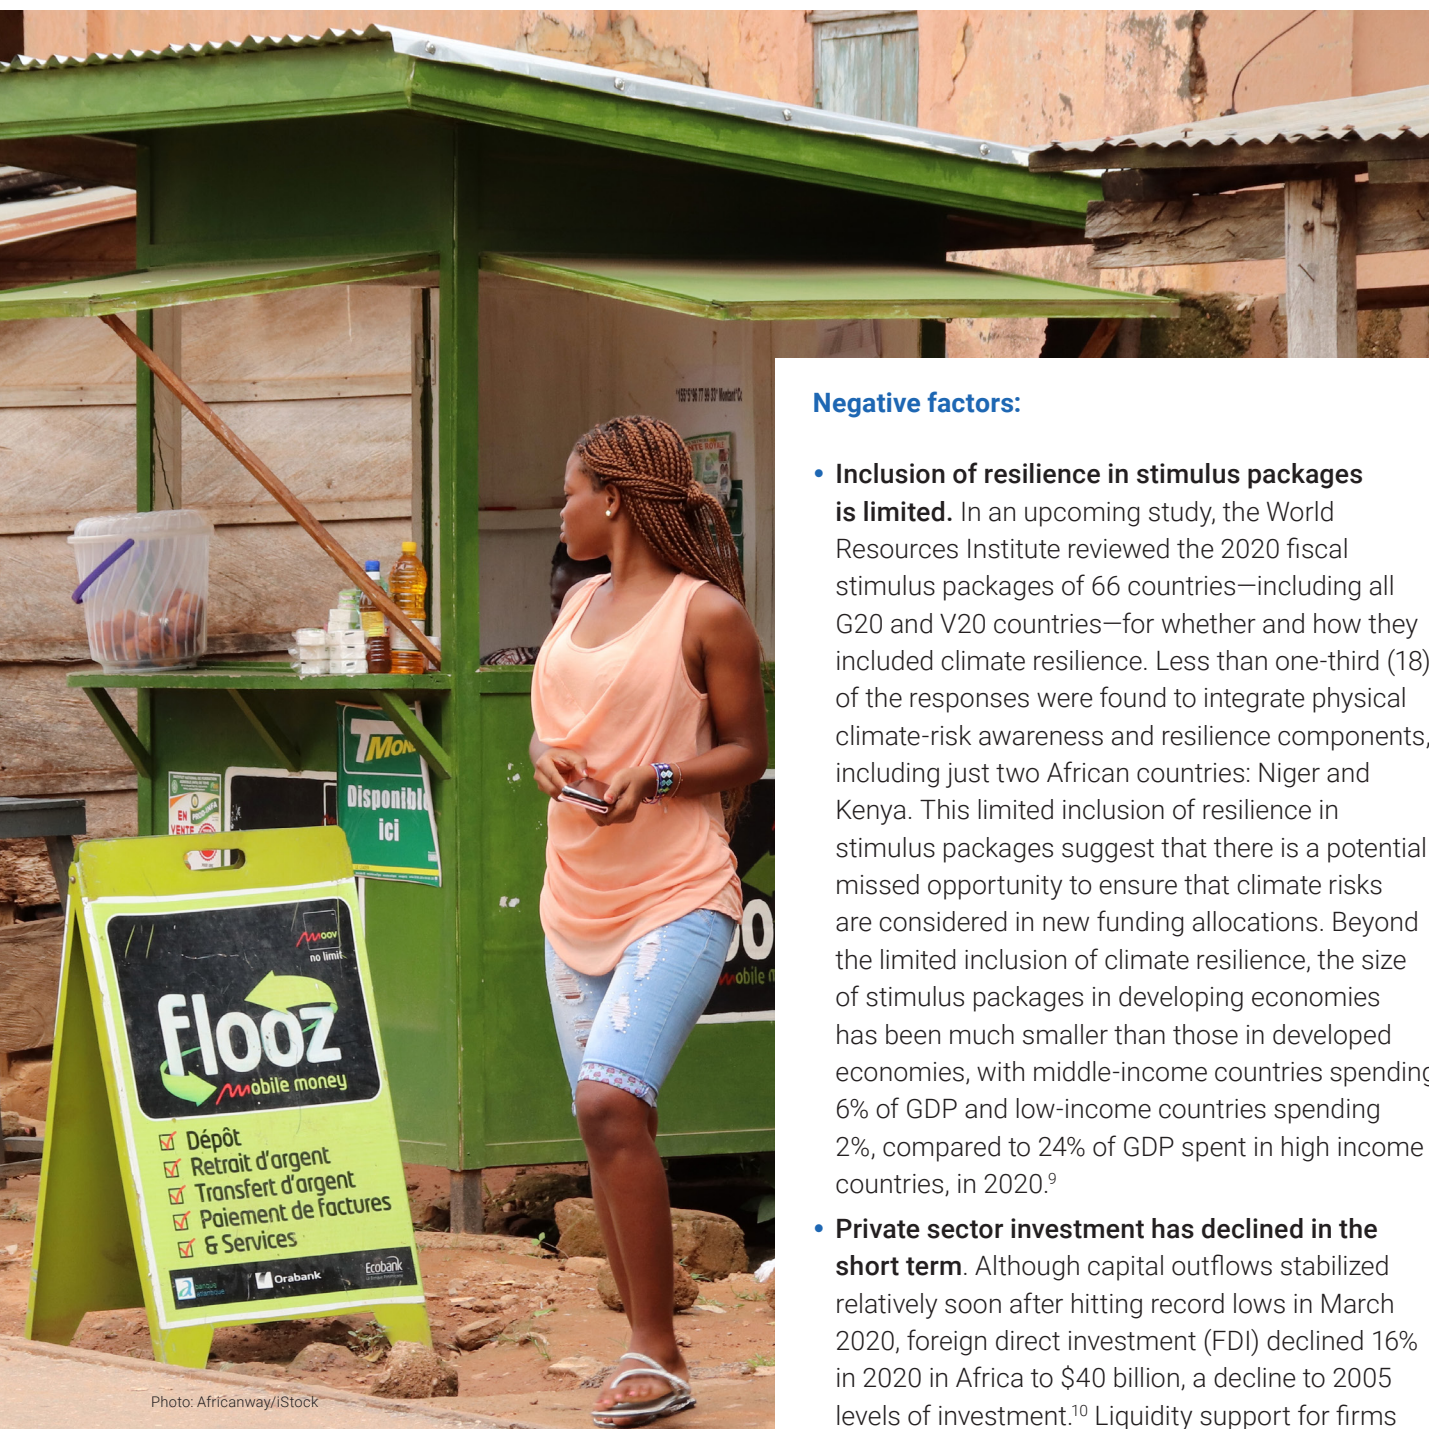 TMON
Disponible
ici
EN
VENTE
moov
no limit
flooz
mobile money
Dépôt
Retrait d'argent
Transfert d'argent
Paiement de factures
& Services
banque
atlantique
Orabank
Ecobank
mobile m
Photo: Africanway/iStock
Negative factors:
• Inclusion of resilience in stimulus packages
is limited. In an upcoming study, the World
Resources Institute reviewed the 2020 fiscal
stimulus packages of 66 countries—including all
G20 and V20 countries—for whether and how they
included climate resilience. Less than one-third (18)
of the responses were found to integrate physical
climate-risk awareness and resilience components,
including just two African countries: Niger and
Kenya. This limited inclusion of resilience in
stimulus packages suggest that there is a potential
missed opportunity to ensure that climate risks
are considered in new funding allocations. Beyond
the limited inclusion of climate resilience, the size
of stimulus packages in developing economies
has been much smaller than those in developed
economies, with middle-income countries spending
6% of GDP and low-income countries spending
2%, compared to 24% of GDP spent in high income
countries, in 2020.⁹
• Private sector investment has declined in the
short term. Although capital outflows stabilized
relatively soon after hitting record lows in March
2020, foreign direct investment (FDI) declined 16%
in 2020 in Africa to $40 billion, a decline to 2005
levels of investment.¹⁰ Liquidity support for firms